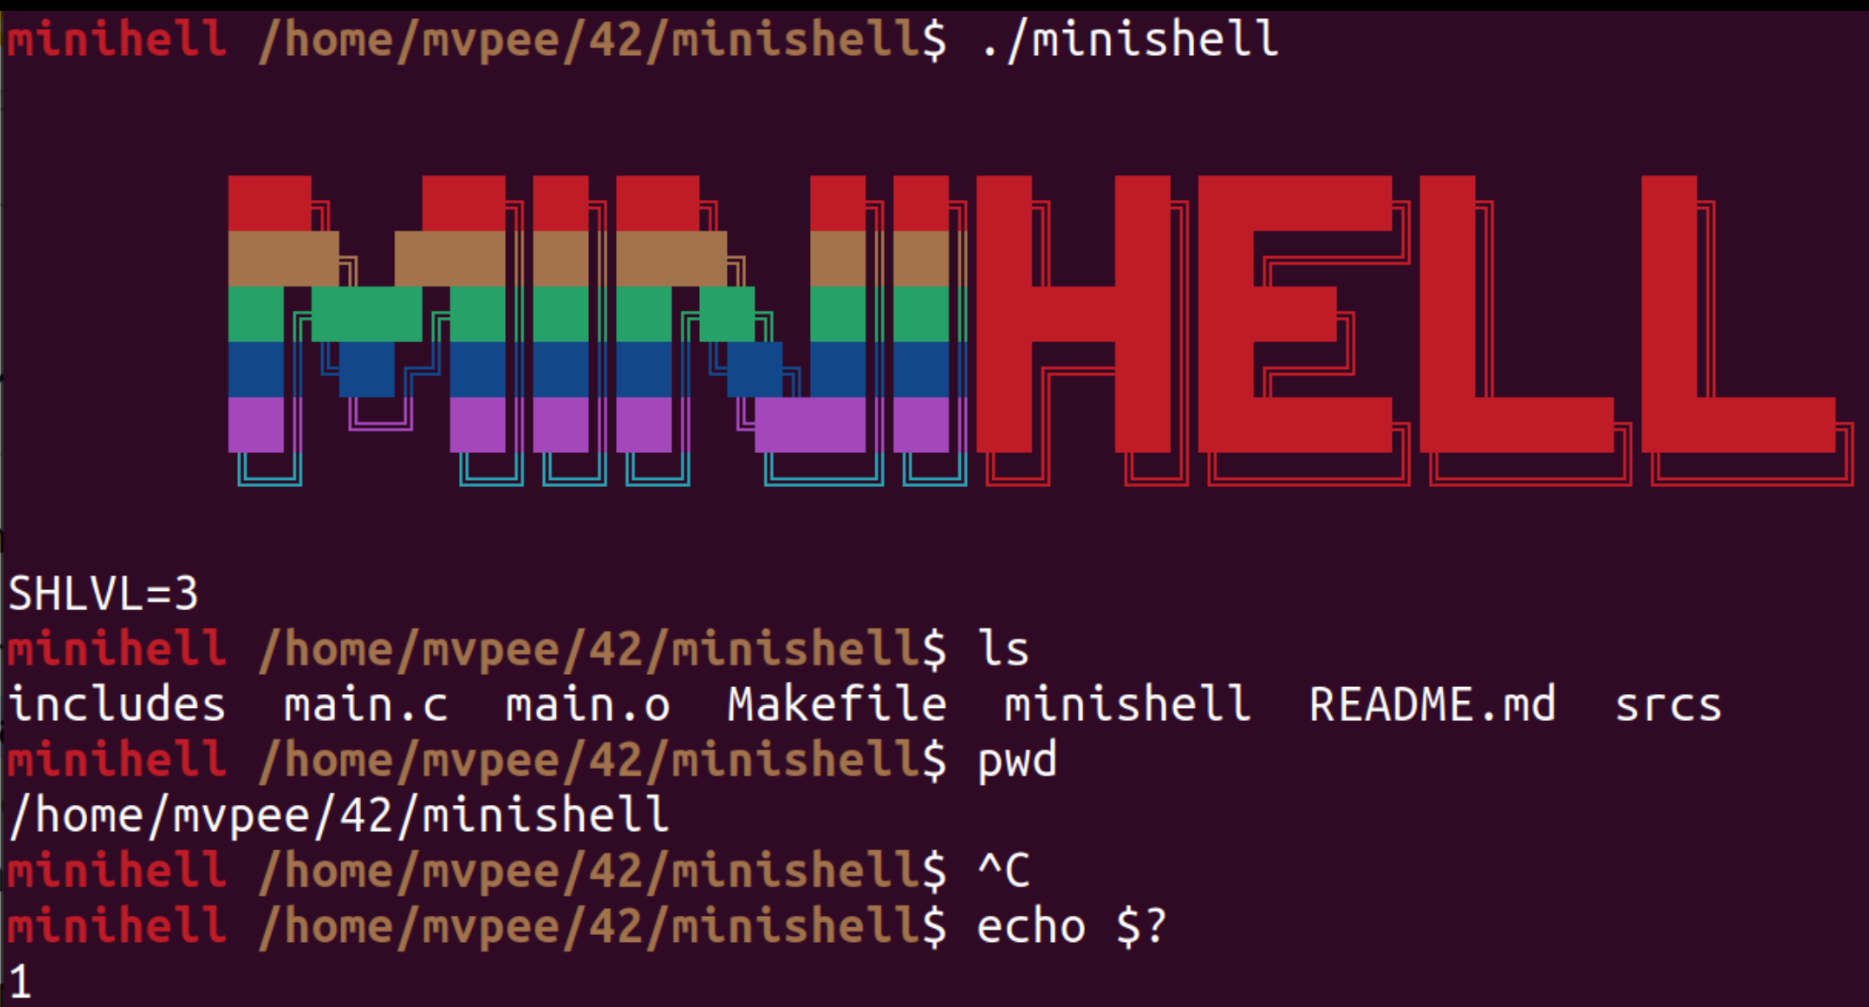 minihell /home/mvpee/42/minishell$ ./minishell
MINIHELL
SHLVL=3
minihell /home/mvpee/42/minishell$ ls
includes  main.c  main.o  Makefile  minishell  README.md  srcs
minihell /home/mvpee/42/minishell$ pwd
/home/mvpee/42/minishell
minihell /home/mvpee/42/minishell$ ^C
minihell /home/mvpee/42/minishell$ echo $?
1